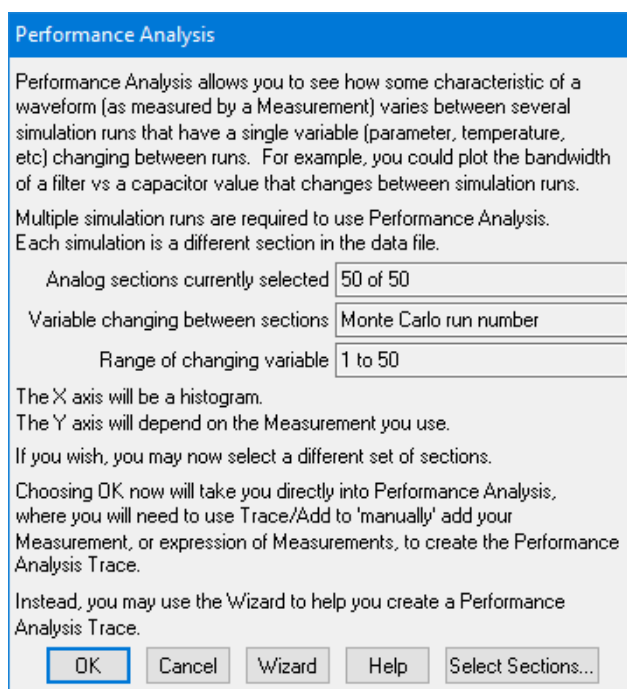 Performance Analysis
Performance Analysis allows you to see how some characteristic of a
waveform (as measured by a Measurement) varies between several
simulation runs that have a single variable (parameter, temperature,
etc) changing between runs. For example, you could plot the bandwidth
of a filter vs a capacitor value that changes between simulation runs.
Multiple simulation runs are required to use Performance Analysis.
Each simulation is a different section in the data file.
Analog sections currently selected 50 of 50
Variable changing between sections Monte Carlo run number
Range of changing variable 1 to 50
The X axis will be a histogram.
The Y axis will depend on the Measurement you use.
If you wish, you may now select a different set of sections.
Choosing OK now will take you directly into Performance Analysis,
where you will need to use Trace/Add to 'manually' add your
Measurement, or expression of Measurements, to create the Performance
Analysis Trace.
Instead, you may use the Wizard to help you create a Performance
Analysis Trace.
OK Cancel Wizard Help Select Sections...